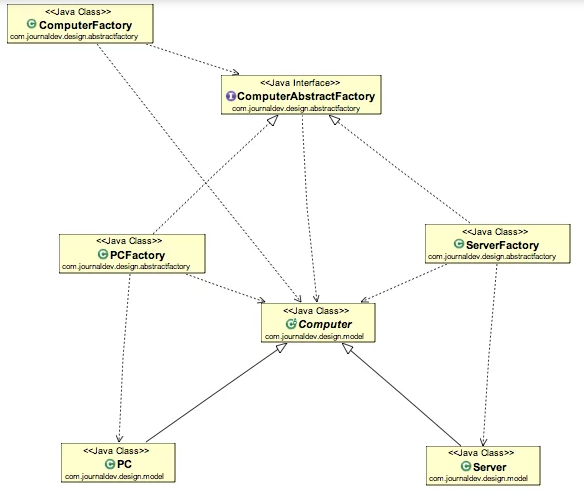 <<Java Class>>
ComputerFactory
com.journaldev.design.abstractfactory
<<Java Interface>>
ComputerAbstractFactory
com.journaldev.design.abstractfactory
<<Java Class>>
PCFactory
com.journaldev.design.abstractfactory
<<Java Class>>
ServerFactory
com.journaldev.design.abstractfactory
<<Java Class>>
Computer
com.journaldev.design.model
<<Java Class>>
PC
com.journaldev.design.model
<<Java Class>>
Server
com.journaldev.design.model